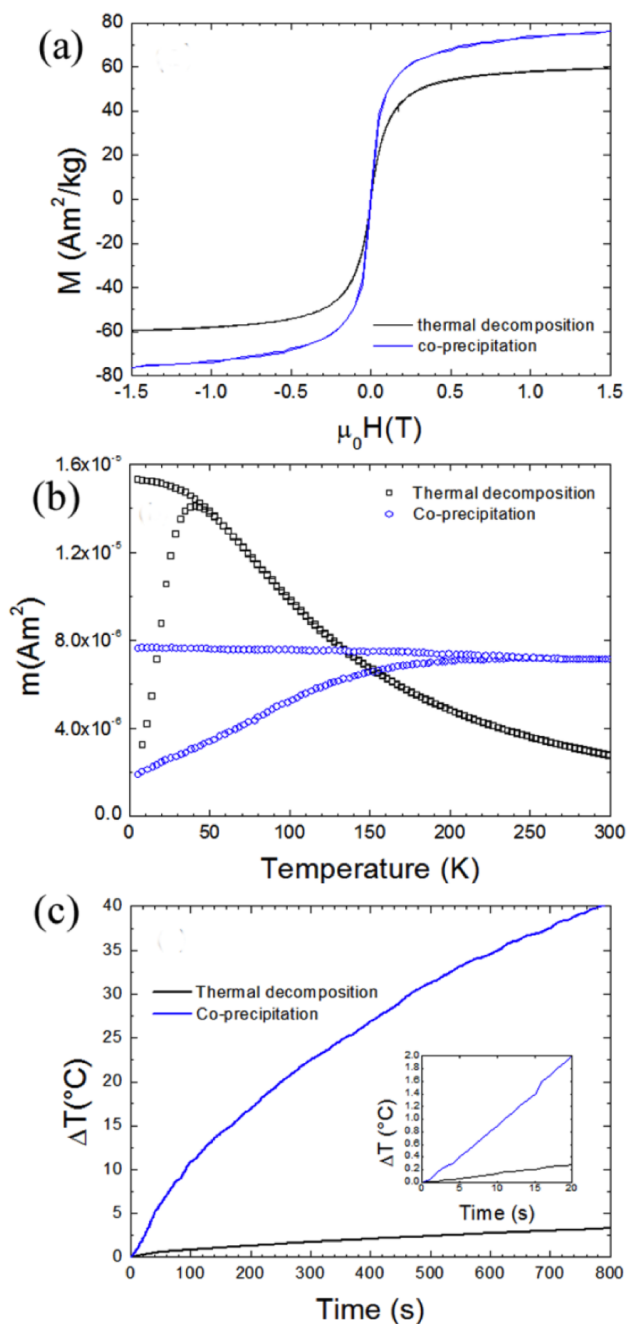 (a)
80
60
40
20
0
-20
-40
-60
-80
M (Am²/kg)
thermal decomposition
co-precipitation
-1.5 -1.0 -0.5 0.0 0.5 1.0 1.5
μ₀H(T)
(b)
1.6x10⁻⁵
1.2x10⁻⁵
8.0x10⁻⁶
4.0x10⁻⁶
0.0
m(Am²)
Thermal decomposition
Co-precipitation
0 50 100 150 200 250 300
Temperature (K)
(c)
40
35
30
25
20
15
10
5
0
ΔT(°C)
Thermal decomposition
Co-precipitation
2.0
1.8
1.6
1.4
1.2
1.0
0.8
0.6
0.4
0.2
0.0
ΔT (°C)
0 5 10 15 20
Time (s)
0 100 200 300 400 500 600 700 800
Time (s)